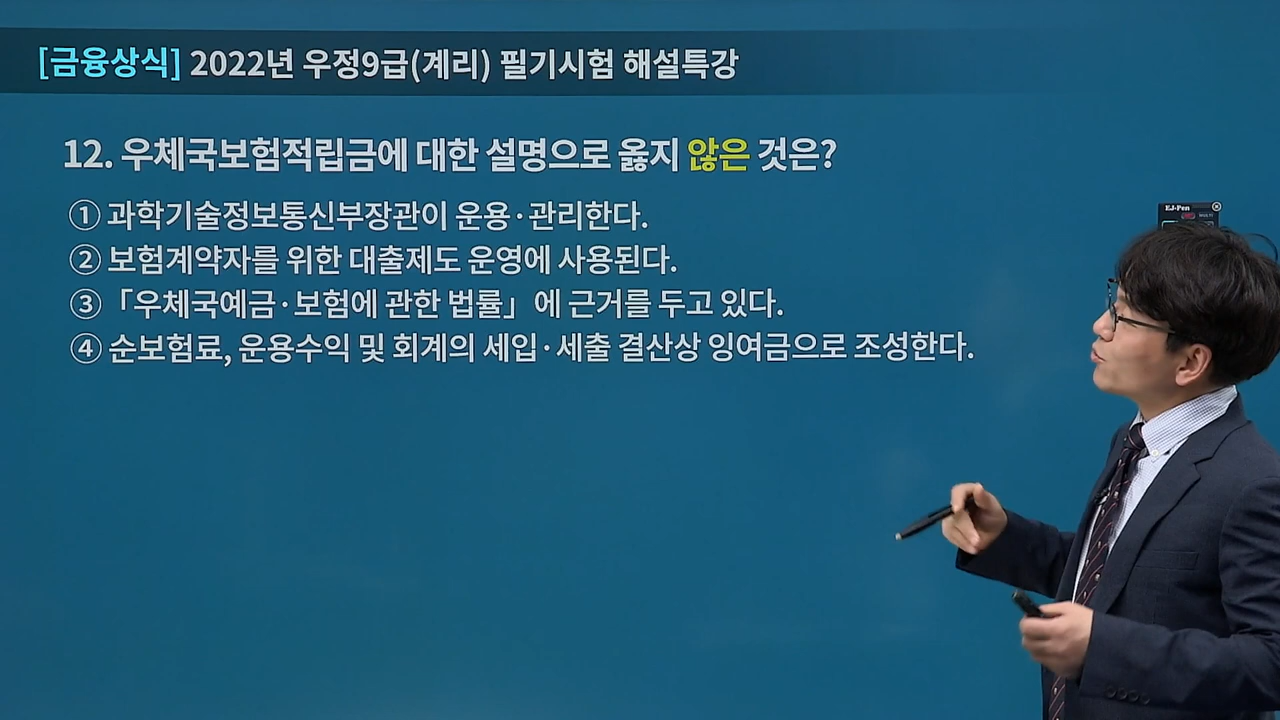 [금융상식] 2022년 우정9급(계리) 필기시험 해설특강
12. 우체국보험적립금에 대한 설명으로 옳지 않은 것은?
① 과학기술정보통신부장관이 운용·관리한다.
② 보험계약자를 위한 대출제도 운영에 사용된다.
③ 「우체국예금·보험에 관한 법률」에 근거를 두고 있다.
④ 순보험료, 운용수익 및 회계의 세입·세출 결산상 잉여금으로 조성한다.
EJ-Pen